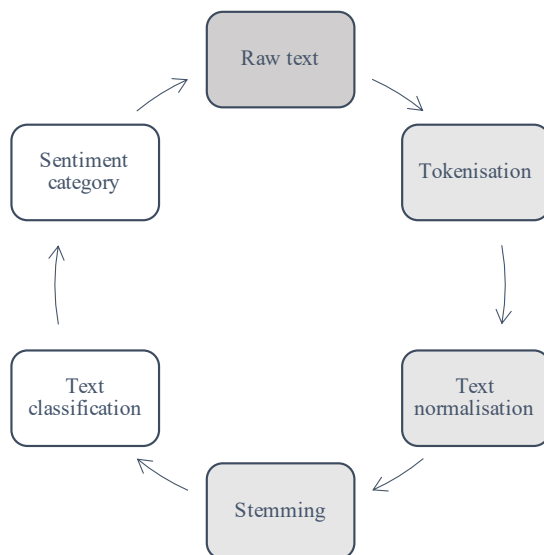 Raw text
Tokenisation
Text
normalisation
Stemming
Text
classification
Sentiment
category